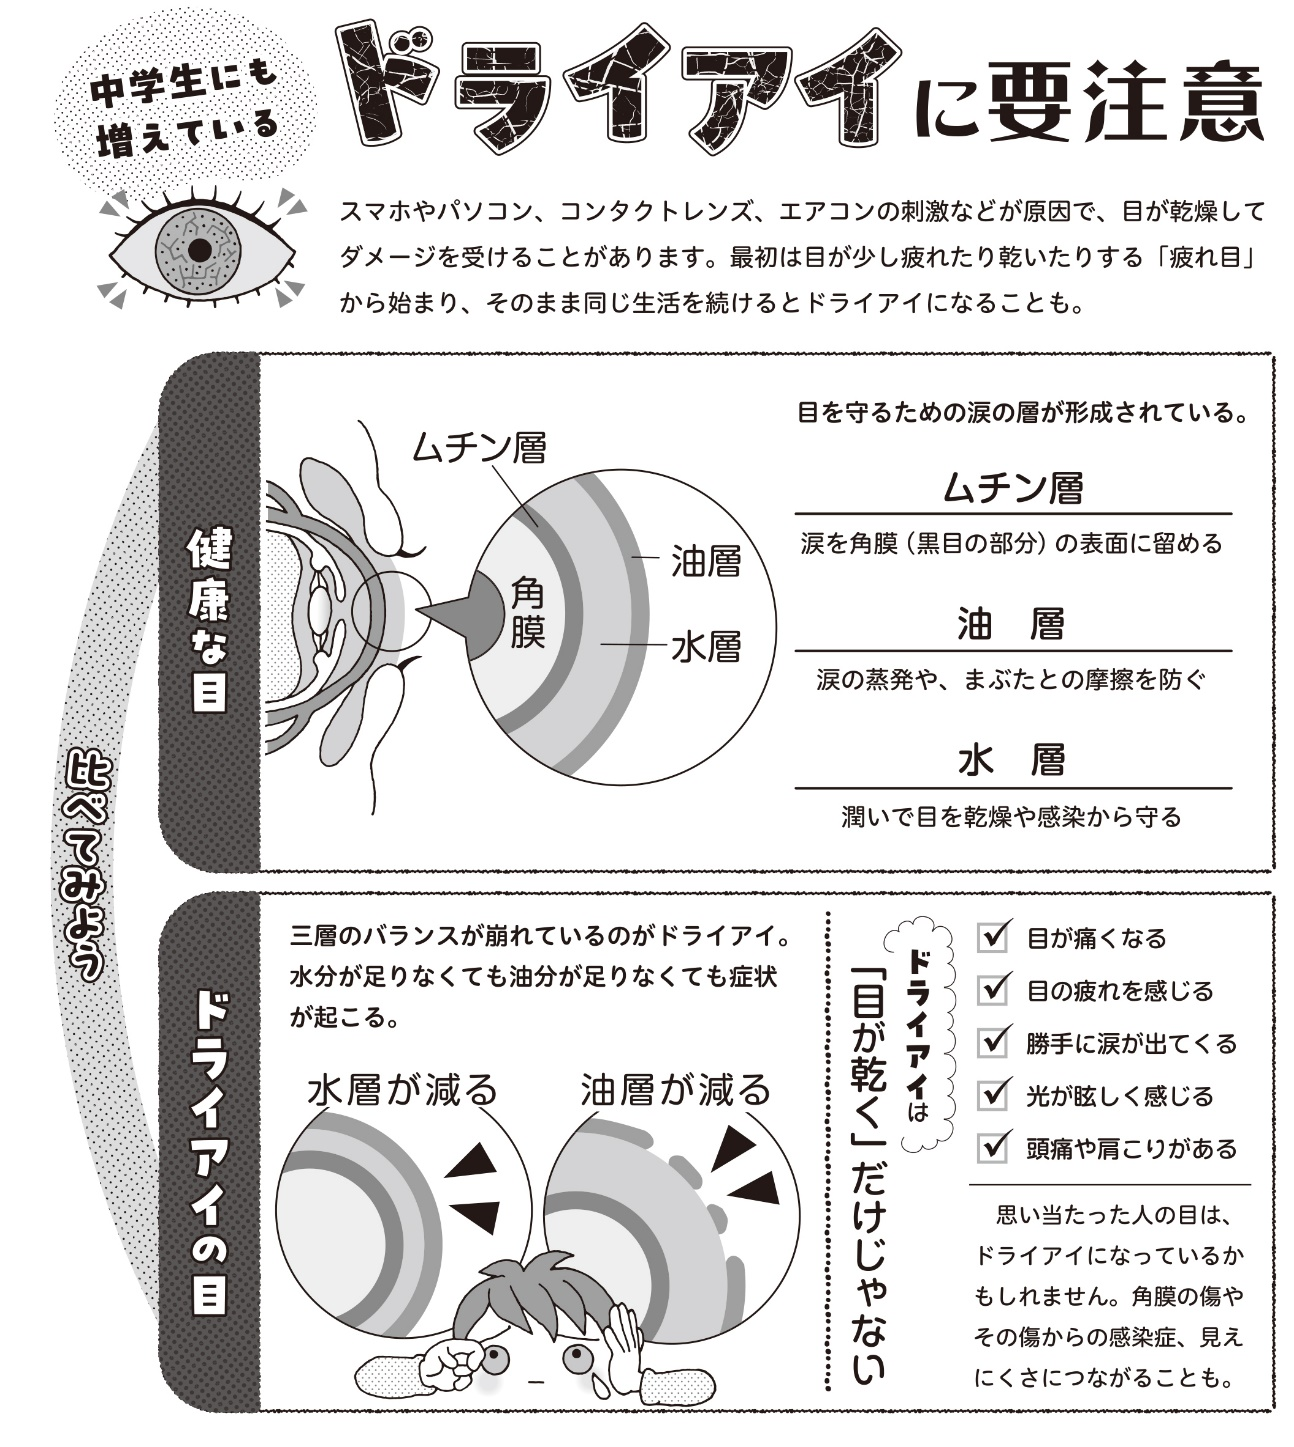 中学生にも
増えている
ドライアイに要注意
スマホやパソコン、コンタクトレンズ、エアコンの刺激などが原因で、目が乾燥して
ダメージを受けることがあります。最初は目が少し疲れたり乾いたりする「疲れ目」
から始まり、そのまま同じ生活を続けるとドライアイになることも。
比べてみよう
健康な目
ムチン層
油層
水層
角膜
目を守るための涙の層が形成されている。
ムチン層
涙を角膜（黒目の部分）の表面に留める
油　層
涙の蒸発や、まぶたとの摩擦を防ぐ
水　層
潤いで目を乾燥や感染から守る
ドライアイの目
三層のバランスが崩れているのがドライアイ。
水分が足りなくても油分が足りなくても症状
が起こる。
水層が減る
油層が減る
ドライアイは
「目が乾く」だけじゃない
目が痛くなる
目の疲れを感じる
勝手に涙が出てくる
光が眩しく感じる
頭痛や肩こりがある
思い当たった人の目は、
ドライアイになっているか
もしれません。角膜の傷や
その傷からの感染症、見え
にくさにつながることも。